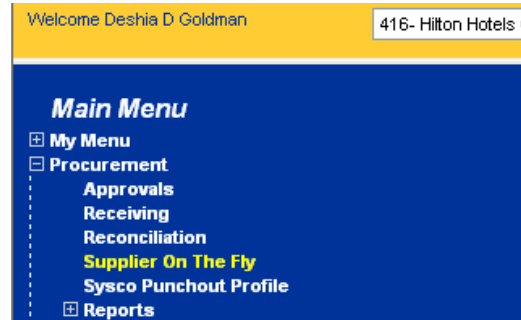 Welcome Deshia D Goldman
416- Hilton Hotels
Main Menu
My Menu
Procurement
Approvals
Receiving
Reconciliation
Supplier On The Fly
Sysco Punchout Profile
Reports